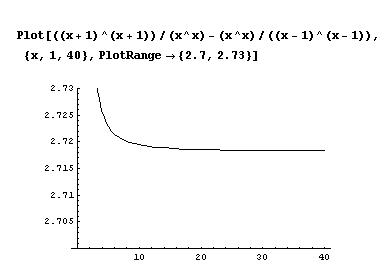 Plot[((x+1)^(x+1))/(x^x)-(x^x)/((x-1)^(x-1)),
{x, 1, 40}, PlotRange→{2.7, 2.73}]
2.73
2.725
2.72
2.715
2.71
2.705
10 20 30 40